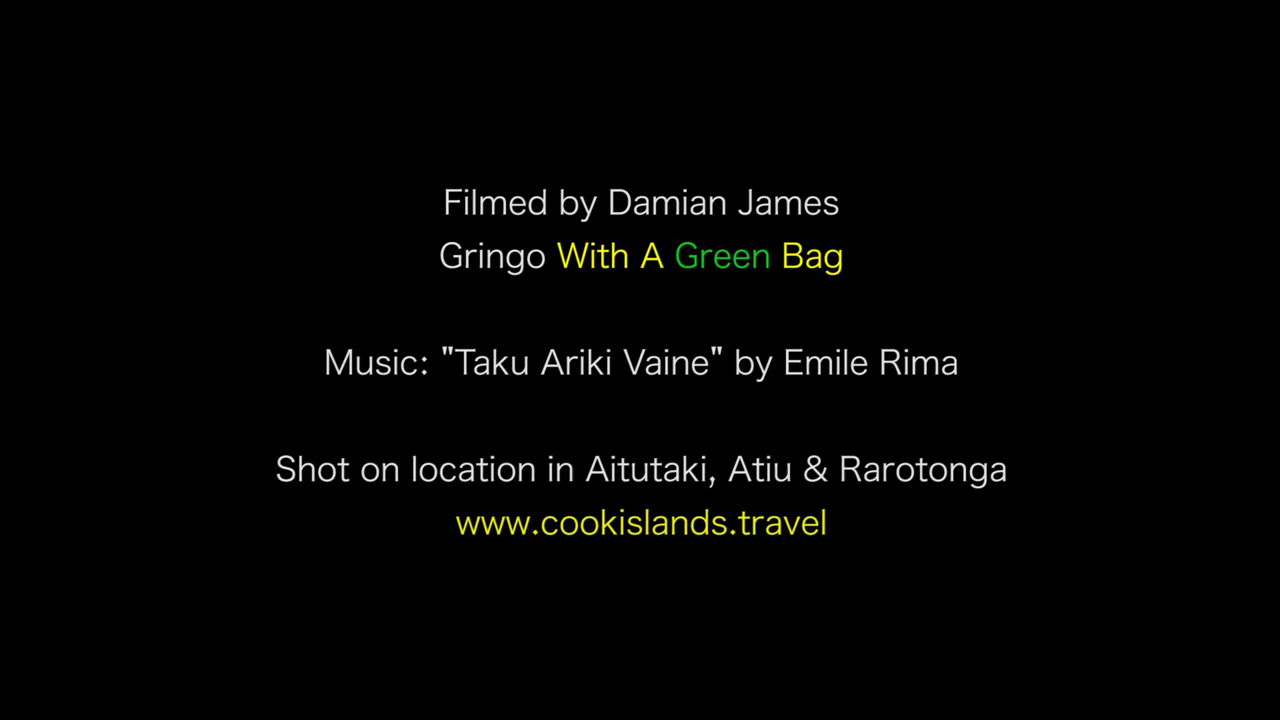 Filmed by Damian James
Gringo With A Green Bag
Music: "Taku Ariki Vaine" by Emile Rima
Shot on location in Aitutaki, Atiu & Rarotonga
www.cookislands.travel